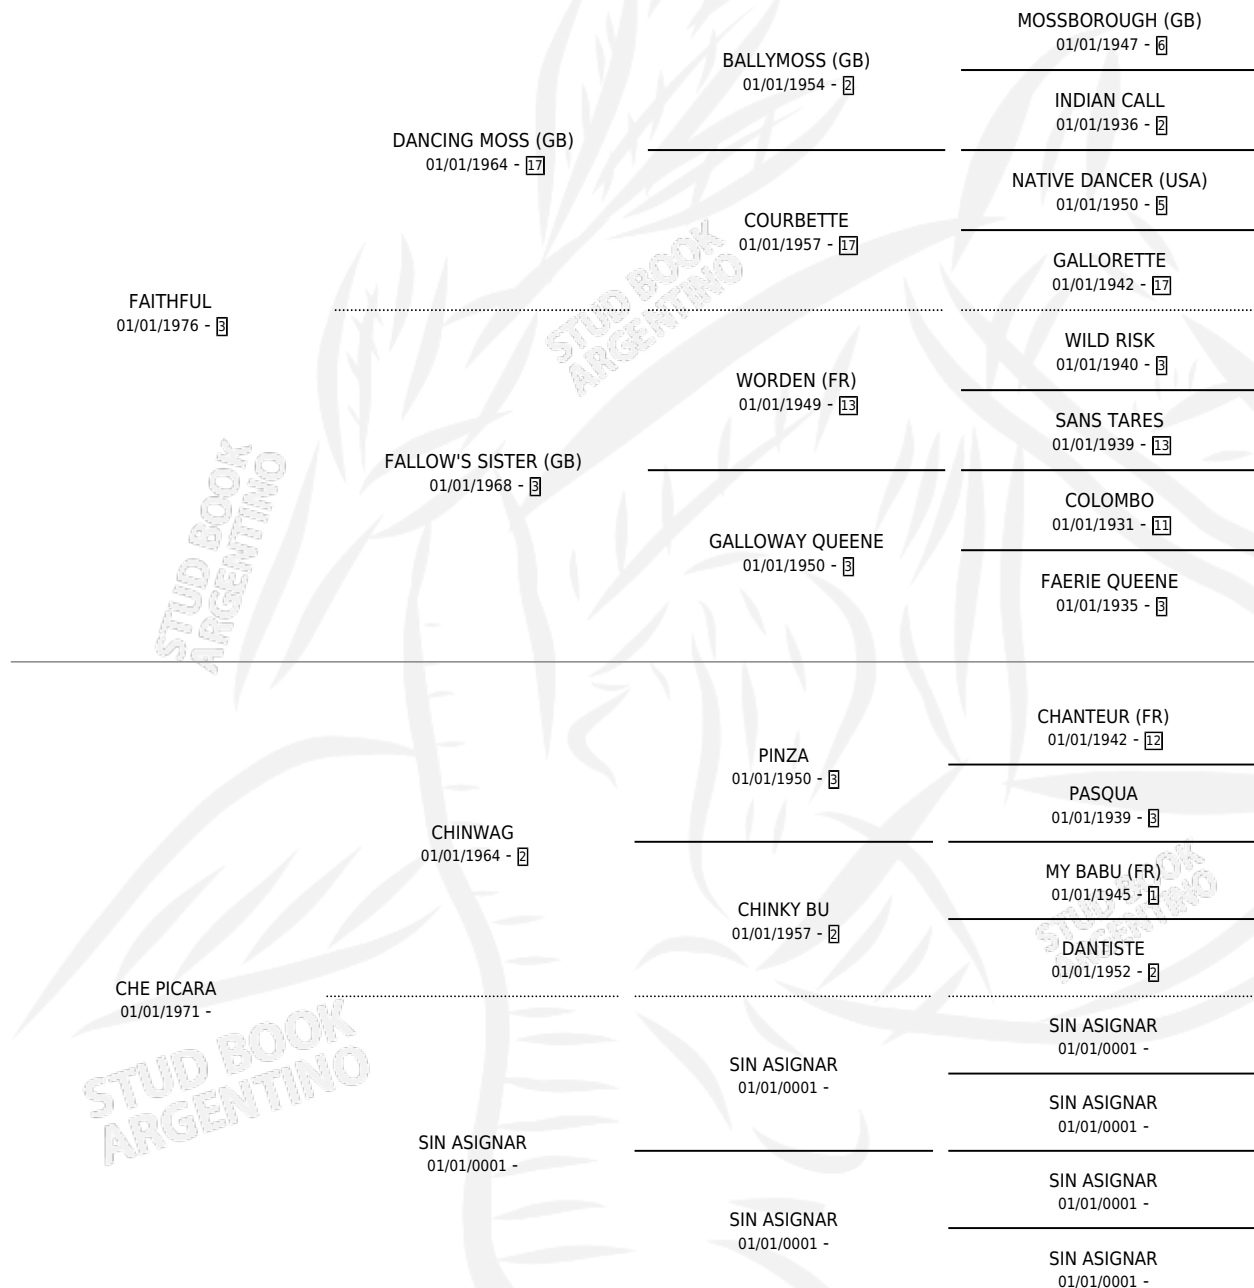 MOSSBOROUGH (GB)
01/01/1947 - 6
BALLYMOSS (GB)
01/01/1954 - 2
INDIAN CALL
01/01/1936 - 2
DANCING MOSS (GB)
01/01/1964 - 17
NATIVE DANCER (USA)
01/01/1950 - 5
COURBETTE
01/01/1957 - 17
GALLORETTE
01/01/1942 - 17
FAITHFUL
01/01/1976 - 3
WILD RISK
01/01/1940 - 3
WORDEN (FR)
01/01/1949 - 13
SANS TARES
01/01/1939 - 13
FALLOW'S SISTER (GB)
01/01/1968 - 3
COLOMBO
01/01/1931 - 11
GALLOWAY QUEENE
01/01/1950 - 3
FAERIE QUEENE
01/01/1935 - 3
CHANTEUR (FR)
01/01/1942 - 12
PINZA
01/01/1950 - 3
PASQUA
01/01/1939 - 3
CHINWAG
01/01/1964 - 2
MY BABU (FR)
01/01/1945 - 1
CHINKY BU
01/01/1957 - 2
DANTISTE
01/01/1952 - 2
CHE PICARA
01/01/1971 -
SIN ASIGNAR
01/01/0001 -
SIN ASIGNAR
01/01/0001 -
SIN ASIGNAR
01/01/0001 -
SIN ASIGNAR
01/01/0001 -
SIN ASIGNAR
01/01/0001 -
SIN ASIGNAR
01/01/0001 -
SIN ASIGNAR
01/01/0001 -
STUD BOOK
ARGENTINO
STUD BOOK
ARGENTINO
STUD BOOK
ARGENTINO
STUD BOOK
ARGENTINO